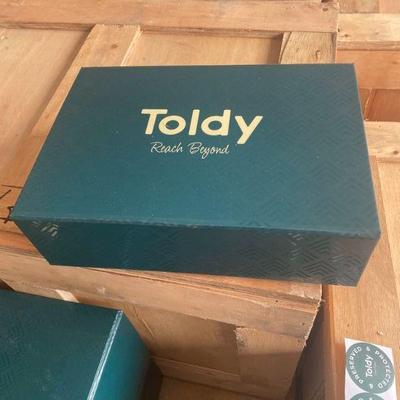 Toldy
Reach Beyond
PRESERVED & PROTECTED &
Toldy